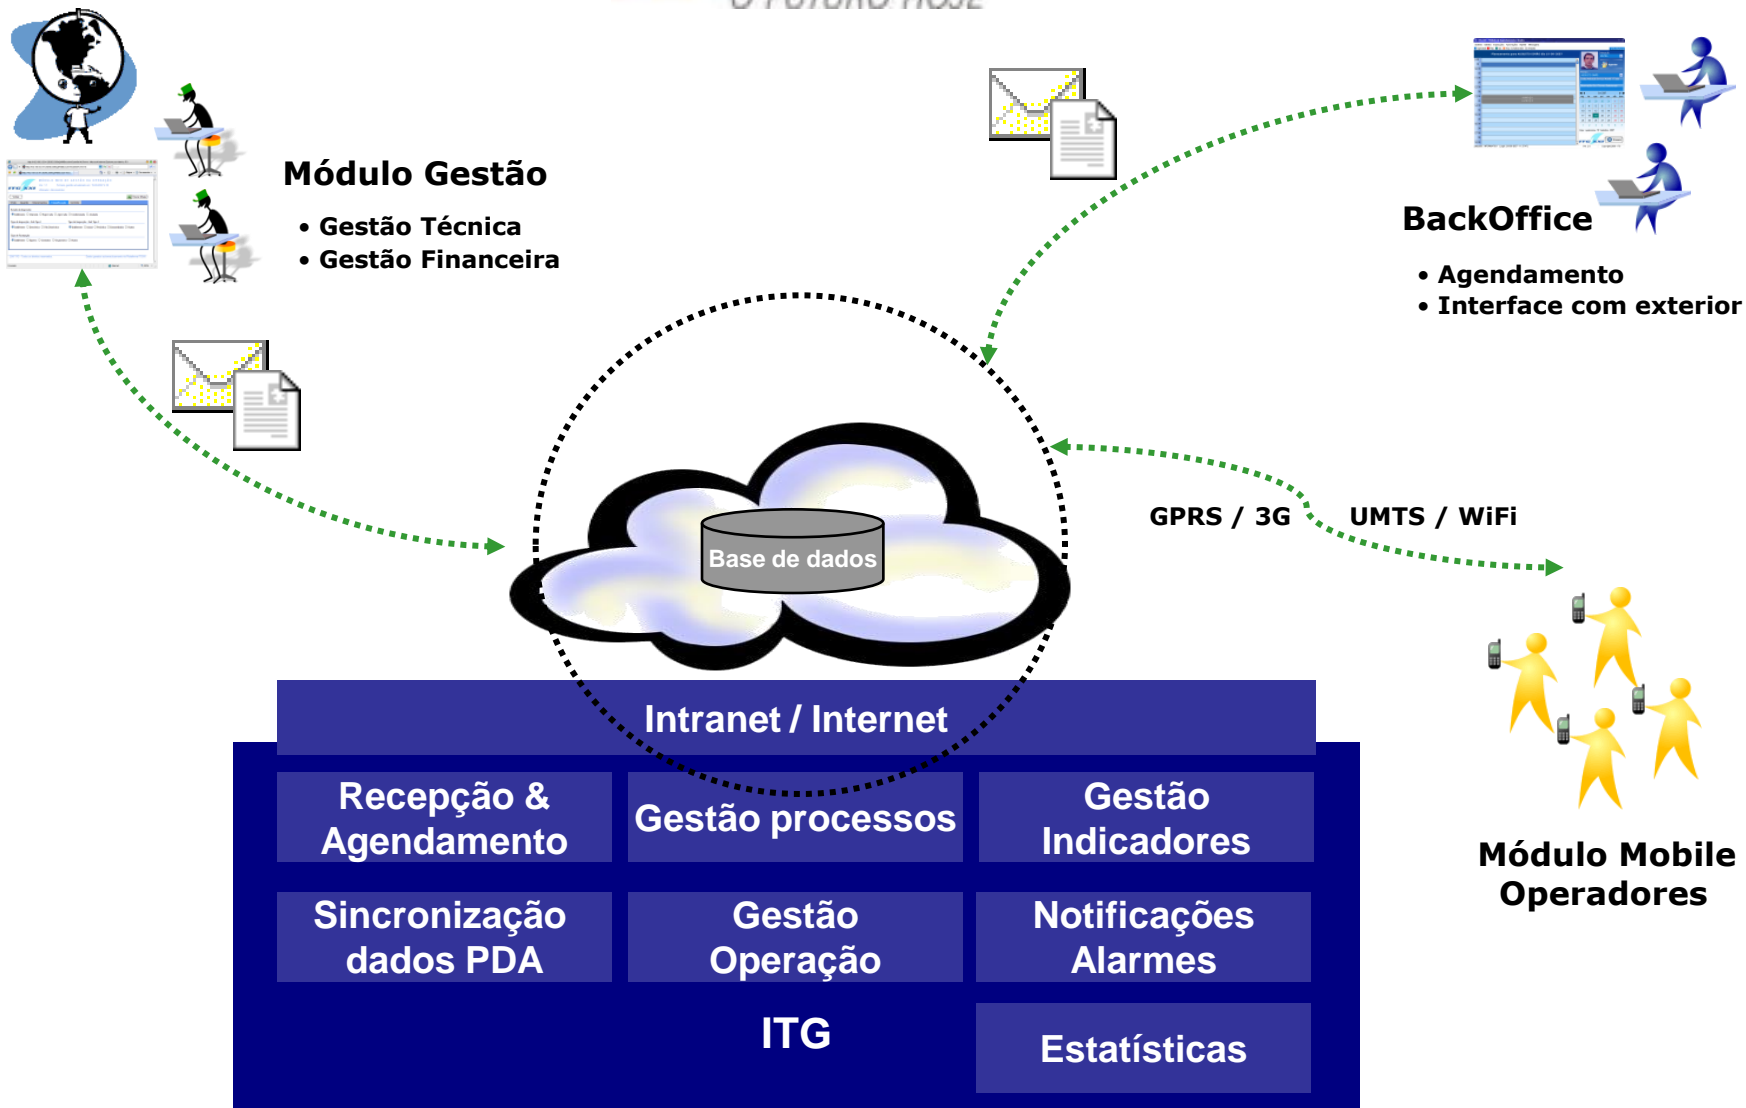 O FUTURO HOJE
Módulo Gestão
• Gestão Técnica
• Gestão Financeira
BackOffice
• Agendamento
• Interface com exterior
GPRS / 3G
UMTS / WiFi
Base de dados
Intranet / Internet
Recepção &
Agendamento
Gestão processos
Gestão
Indicadores
Sincronização
dados PDA
Gestão
Operação
Notificações
Alarmes
ITG
Estatísticas
Módulo Mobile
Operadores